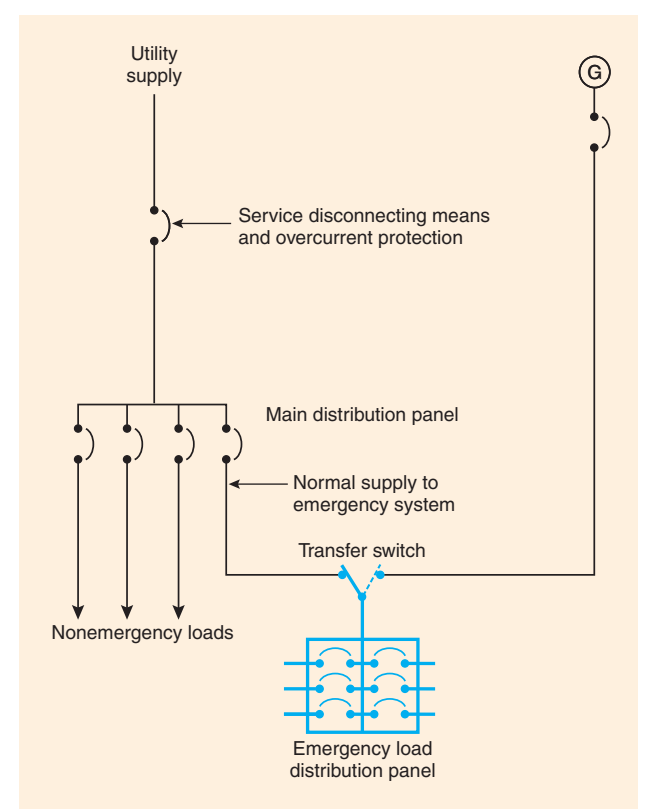 Utility
supply
G
Service disconnecting means
and overcurrent protection
Main distribution panel
Normal supply to
emergency system
Transfer switch
Nonemergency loads
Emergency load
distribution panel